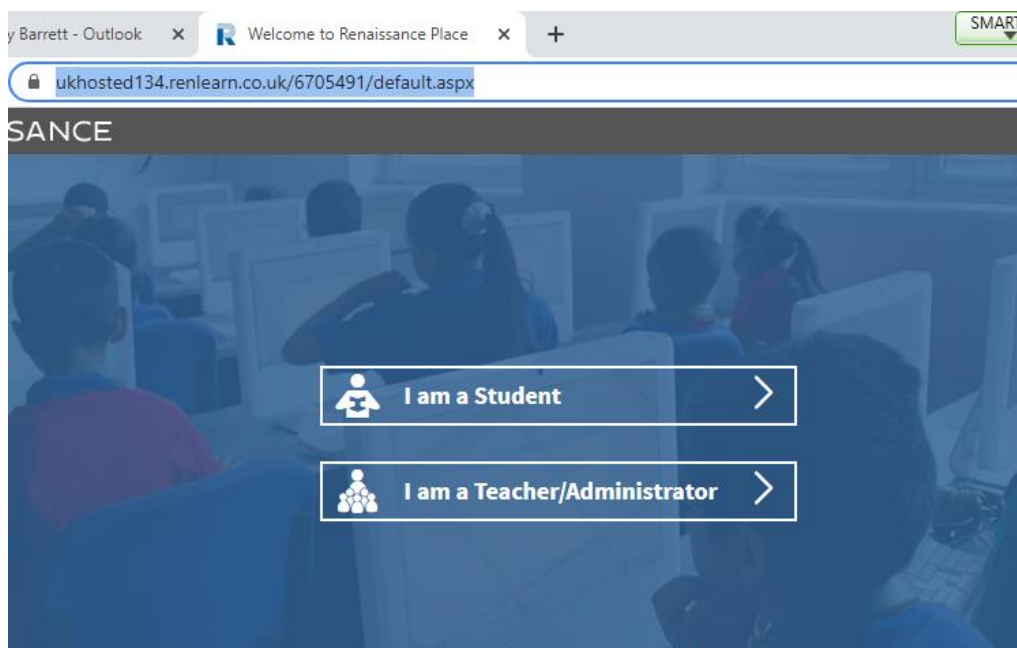 y Barrett - Outlook Welcome to Renaissance Place SMART
ukhosted134.renlearn.co.uk/6705491/default.aspx
SANCE
I am a Student
I am a Teacher/Administrator